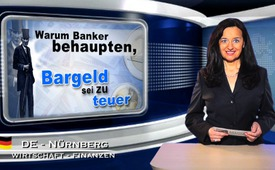 Warum Banker
behaupten,
Bargeld
sei zu
teuer
DE - NÜRNBERG
WIRTSCHAFT - FINANZEN